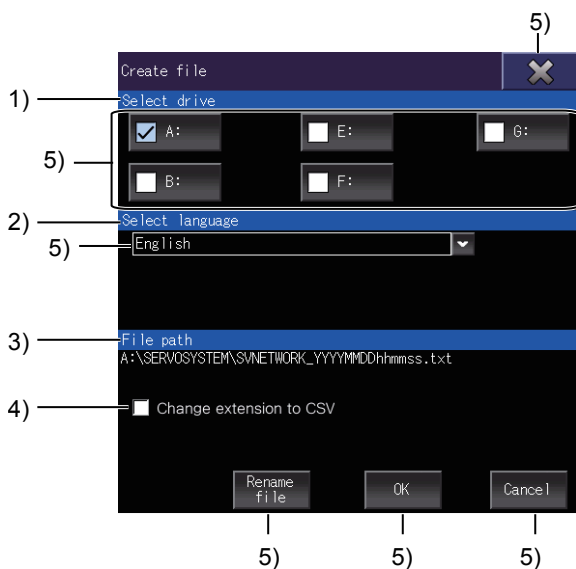 5)
Create file
1)
Select drive
5)
A:
E:
G:
B:
F:
2)
Select language
5)
English
3)
File path
A:\SERVOSYSTEM\SVNETWORK_YYYYMMDDhhmmss.txt
4)
Change extension to CSV
Rename
file
OK
Cancel
5)
5)
5)